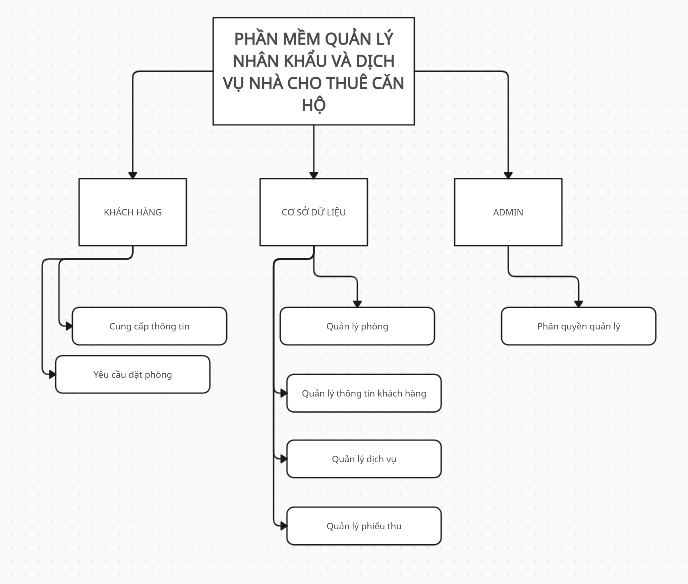 PHẦN MỀM QUẢN LÝ
NHÂN KHẨU VÀ DỊCH
VỤ NHÀ CHO THUÊ CĂN
HỘ
KHÁCH HÀNG
CƠ SỞ DỮ LIỆU
ADMIN
Cung cấp thông tin
Yêu cầu đặt phòng
Quản lý phòng
Quản lý thông tin khách hàng
Quản lý dịch vụ
Quản lý phiếu thu
Phân quyền quản lý